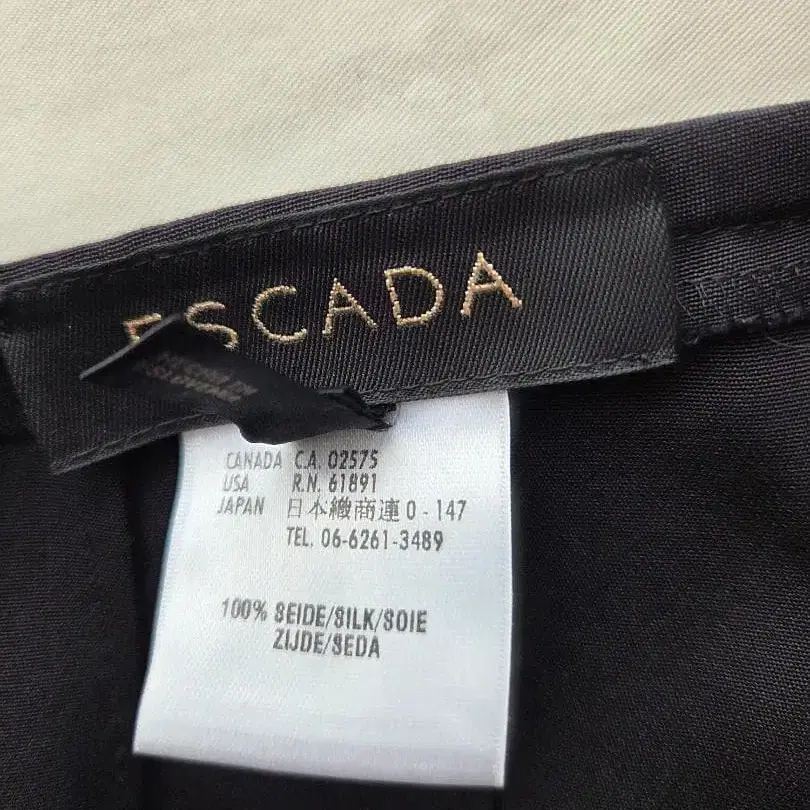 ESCADA
CANADA C.A. 02575
USA R.N. 61891
JAPAN 日本織商連 0 - 147
TEL. 06-6261-3489
100% SEIDE/SILK/SOIE
ZIJDE/SEDA